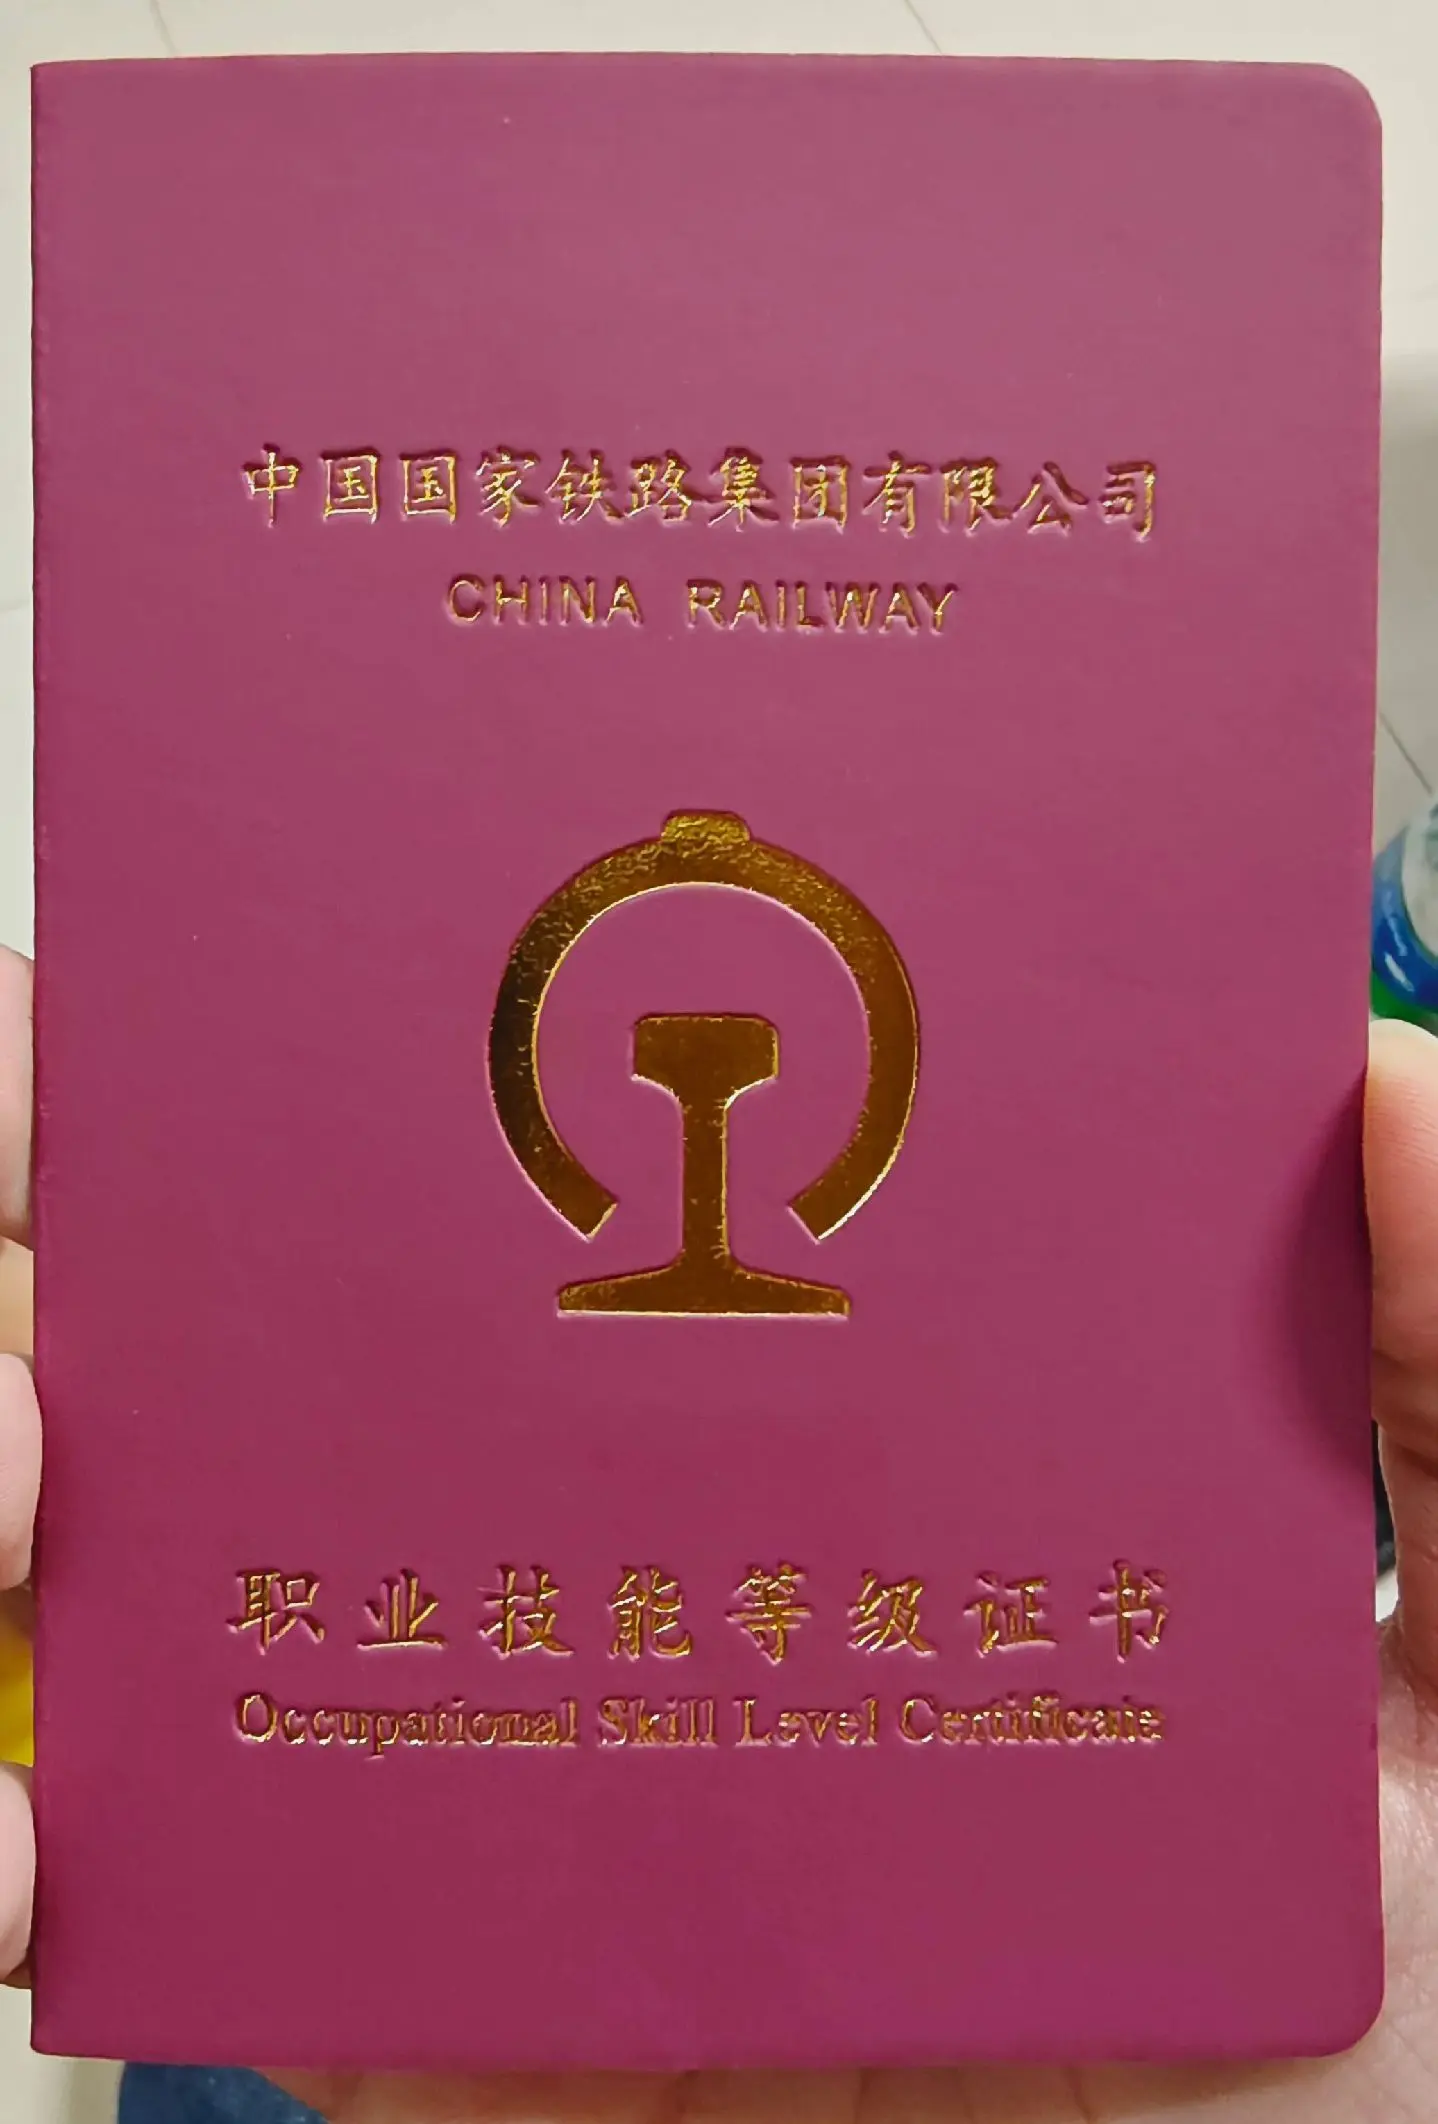 中国国家铁路集团有限公司
CHINA RAILWAY
职业技能等级证书
Occupational Skill Level Certificate